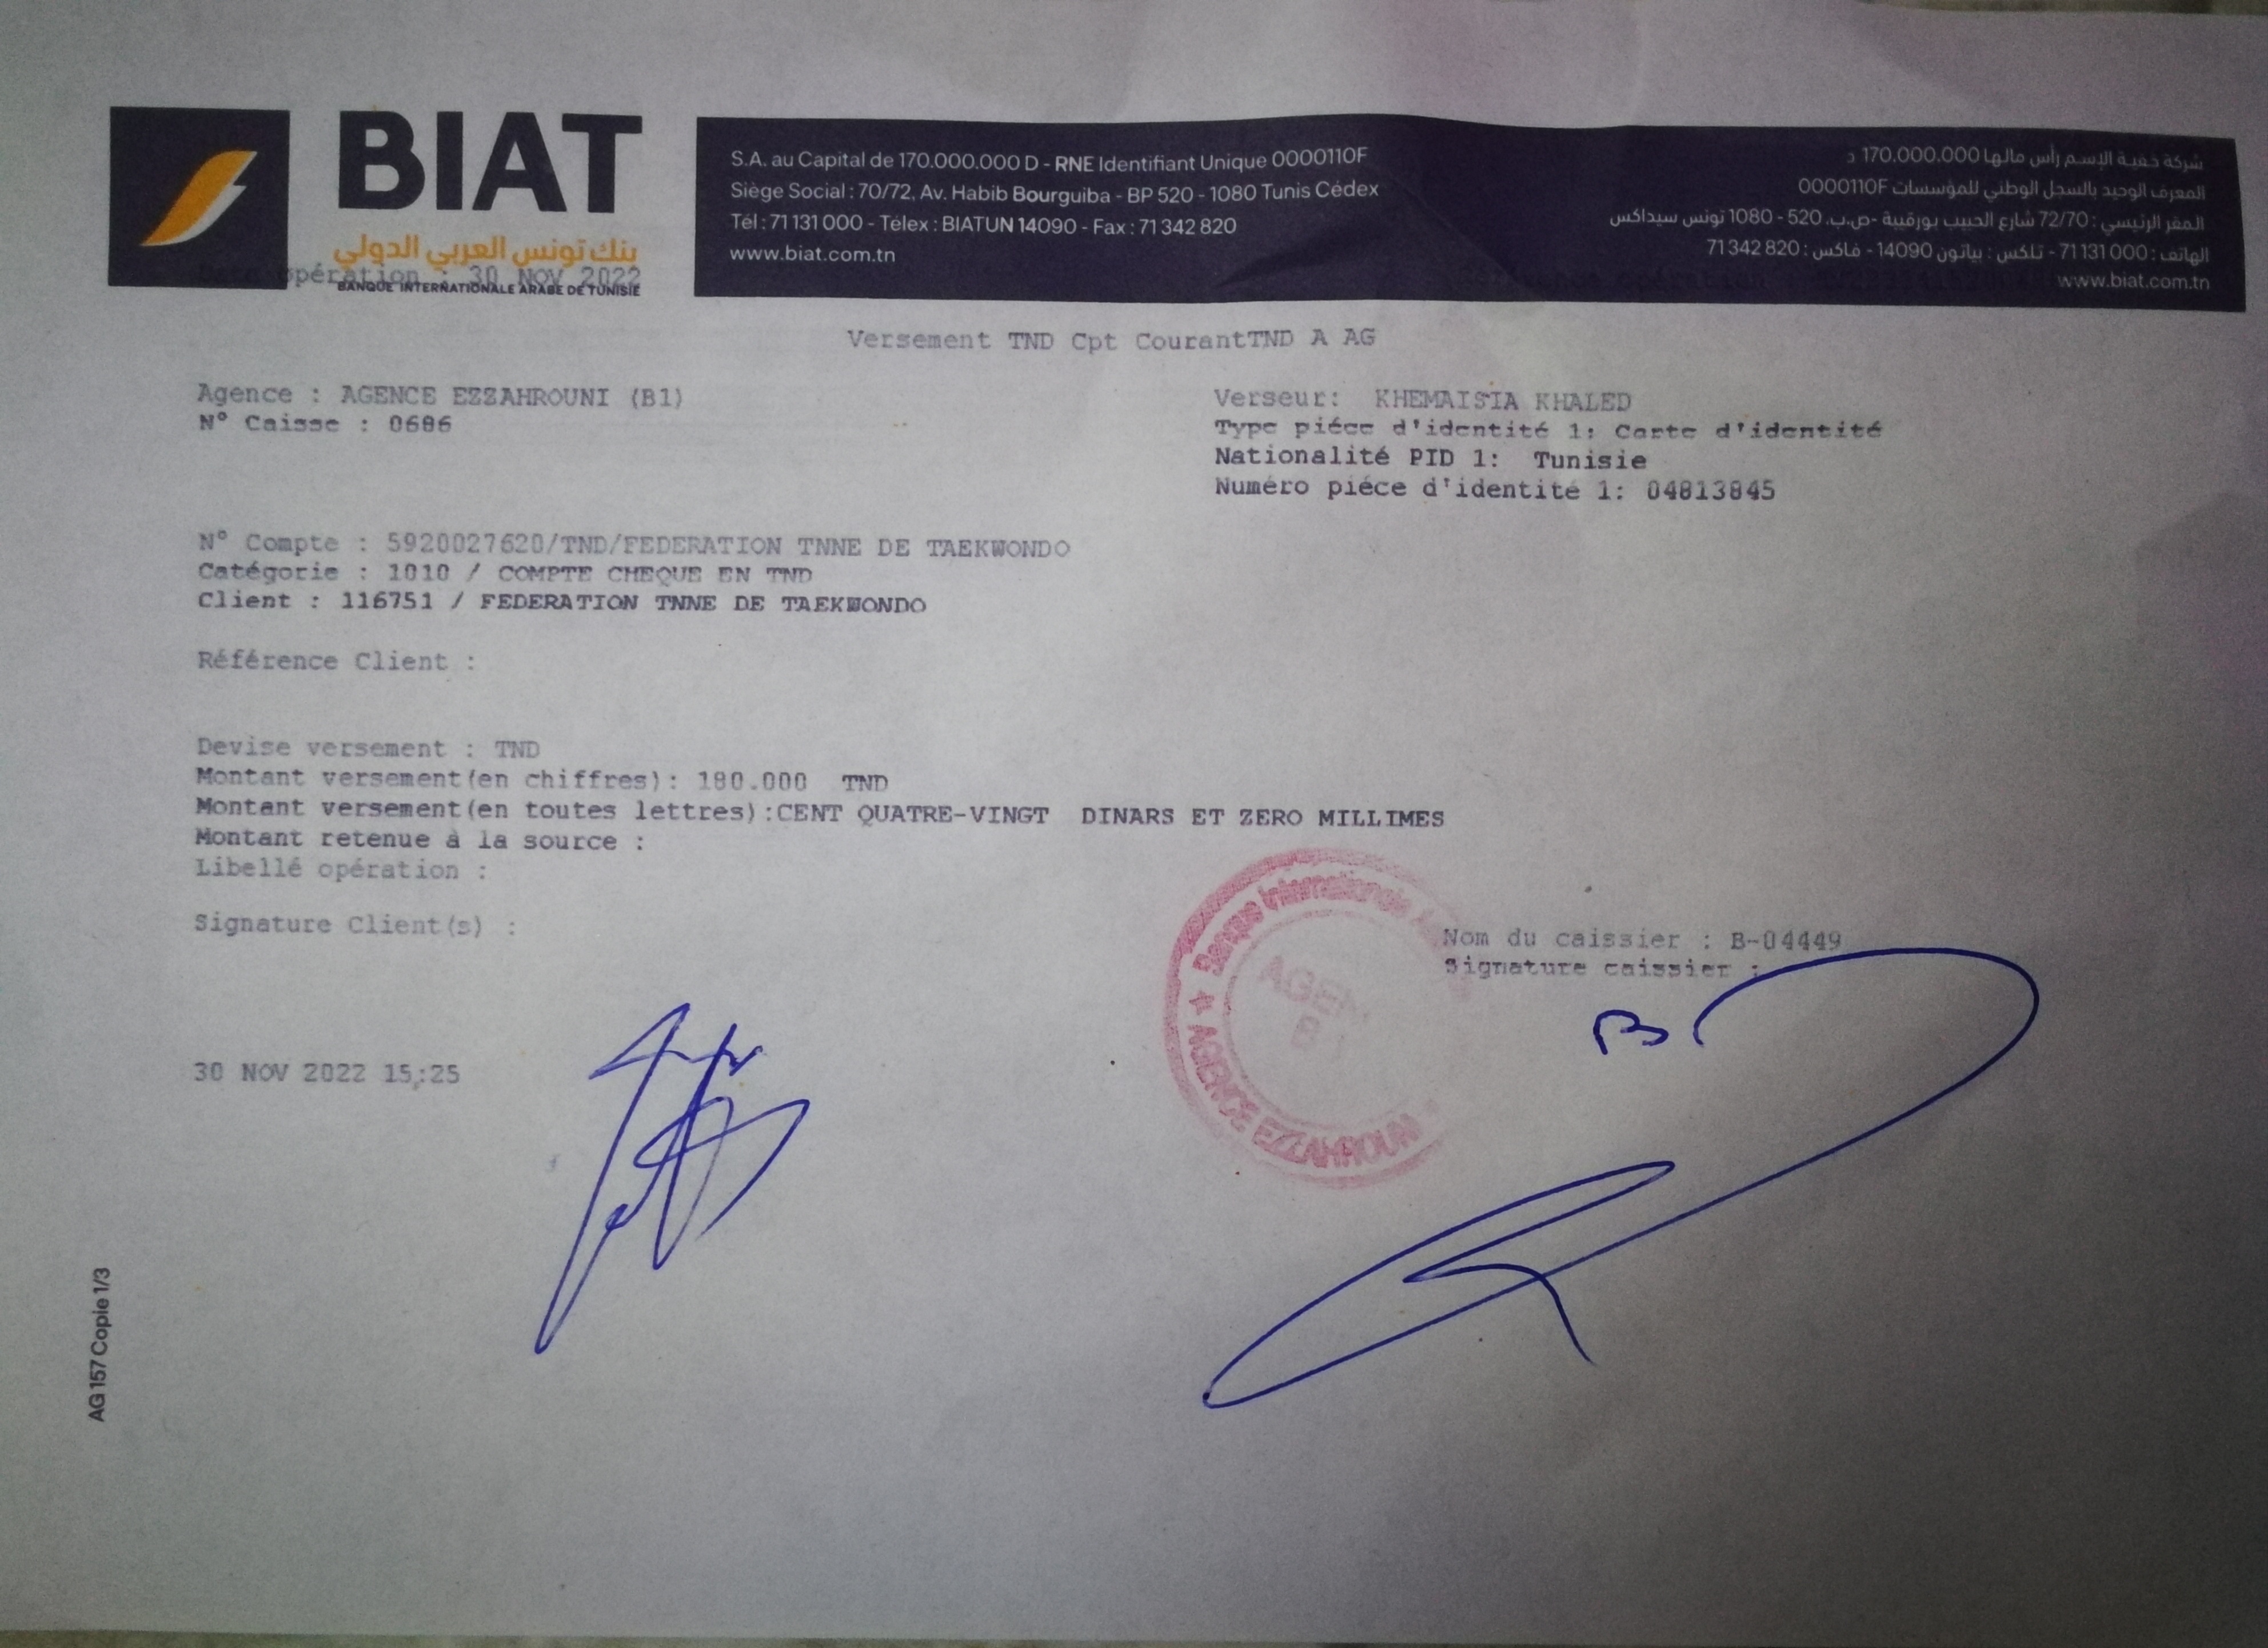 BIAT
بنك تونس العربي الدولي
BANQUE INTERNATIONALE ARABE DE TUNISIE
S.A. au Capital de 170.000.000 D - RNE Identifiant Unique 0000110F
Siège Social : 70/72, Av. Habib Bourguiba - BP 520 - 1080 Tunis Cédex
Tél : 71 131 000 - Télex : BIATUN 14090 - Fax : 71 342 820
www.biat.com.tn
شركة خفية الإسم رأس مالها 170.000.000 د
المعرف الوحيد بالسجل الوطني للمؤسسات 0000110F
المقر الرئيسي : 72/70 شارع الحبيب بورقيبة -ص.ب. 520 - 1080 تونس سيداكس
الهاتف : 71 131 000 - تلكس : بياتون 14090 - فاكس : 71 342 820
www.biat.com.tn
Date opération : 30 NOV 2022
Versement TND Cpt CourantTND A AG
Agence : AGENCE EZZAHROUNI (B1)
N° Caisse : 0686
Verseur: KHEMAISIA KHALED
Type piéce d'identité 1: Carte d'identité
Nationalité PID 1: Tunisie
Numéro piéce d'identité 1: 04813845
N° Compte : 5920027620/TND/FEDERATION TNNE DE TAEKWONDO
Catégorie : 1010 / COMPTE CHEQUE EN TND
Client : 116751 / FEDERATION TNNE DE TAEKWONDO
Référence Client :
Devise versement : TND
Montant versement(en chiffres): 180.000 TND
Montant versement(en toutes lettres):CENT QUATRE-VINGT DINARS ET ZERO MILLIMES
Montant retenue à la source :
Libellé opération :
Signature Client(s) :
Nom du caissier : B-04449
Signature caissier :
Banque Internationale
AGENCE EZZAHROUNI
30 NOV 2022 15:25
AG 157 Copie 1/3